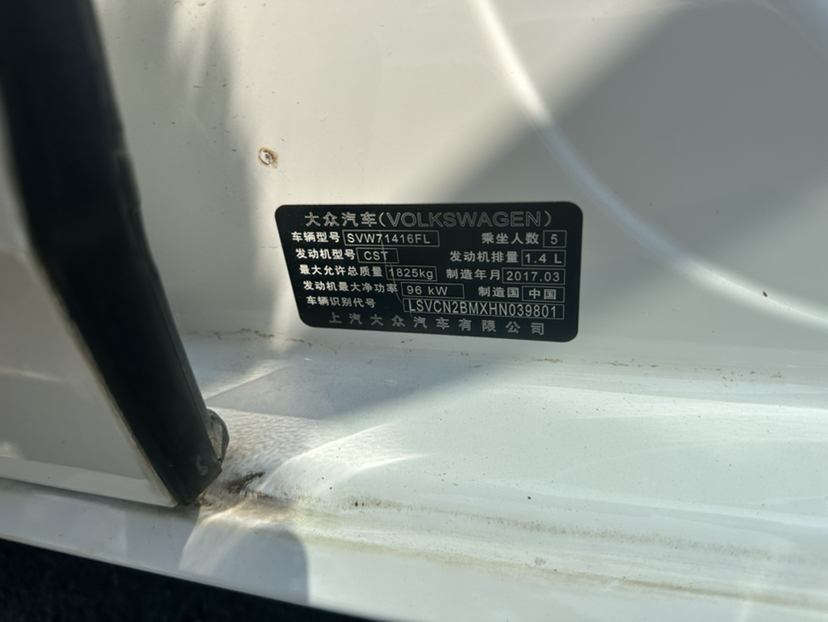 大众汽车(VOLKSWAGEN)
车辆型号 SVW71416FL 乘坐人数 5
发动机型号 CST 发动机排量 1.4 L
最大允许总质量 1825kg 制造年月 2017.03
发动机最大净功率 96 kW 制造国 中国
车辆识别代号 LSVCN2BMXHN039801
上汽大众汽车有限公司